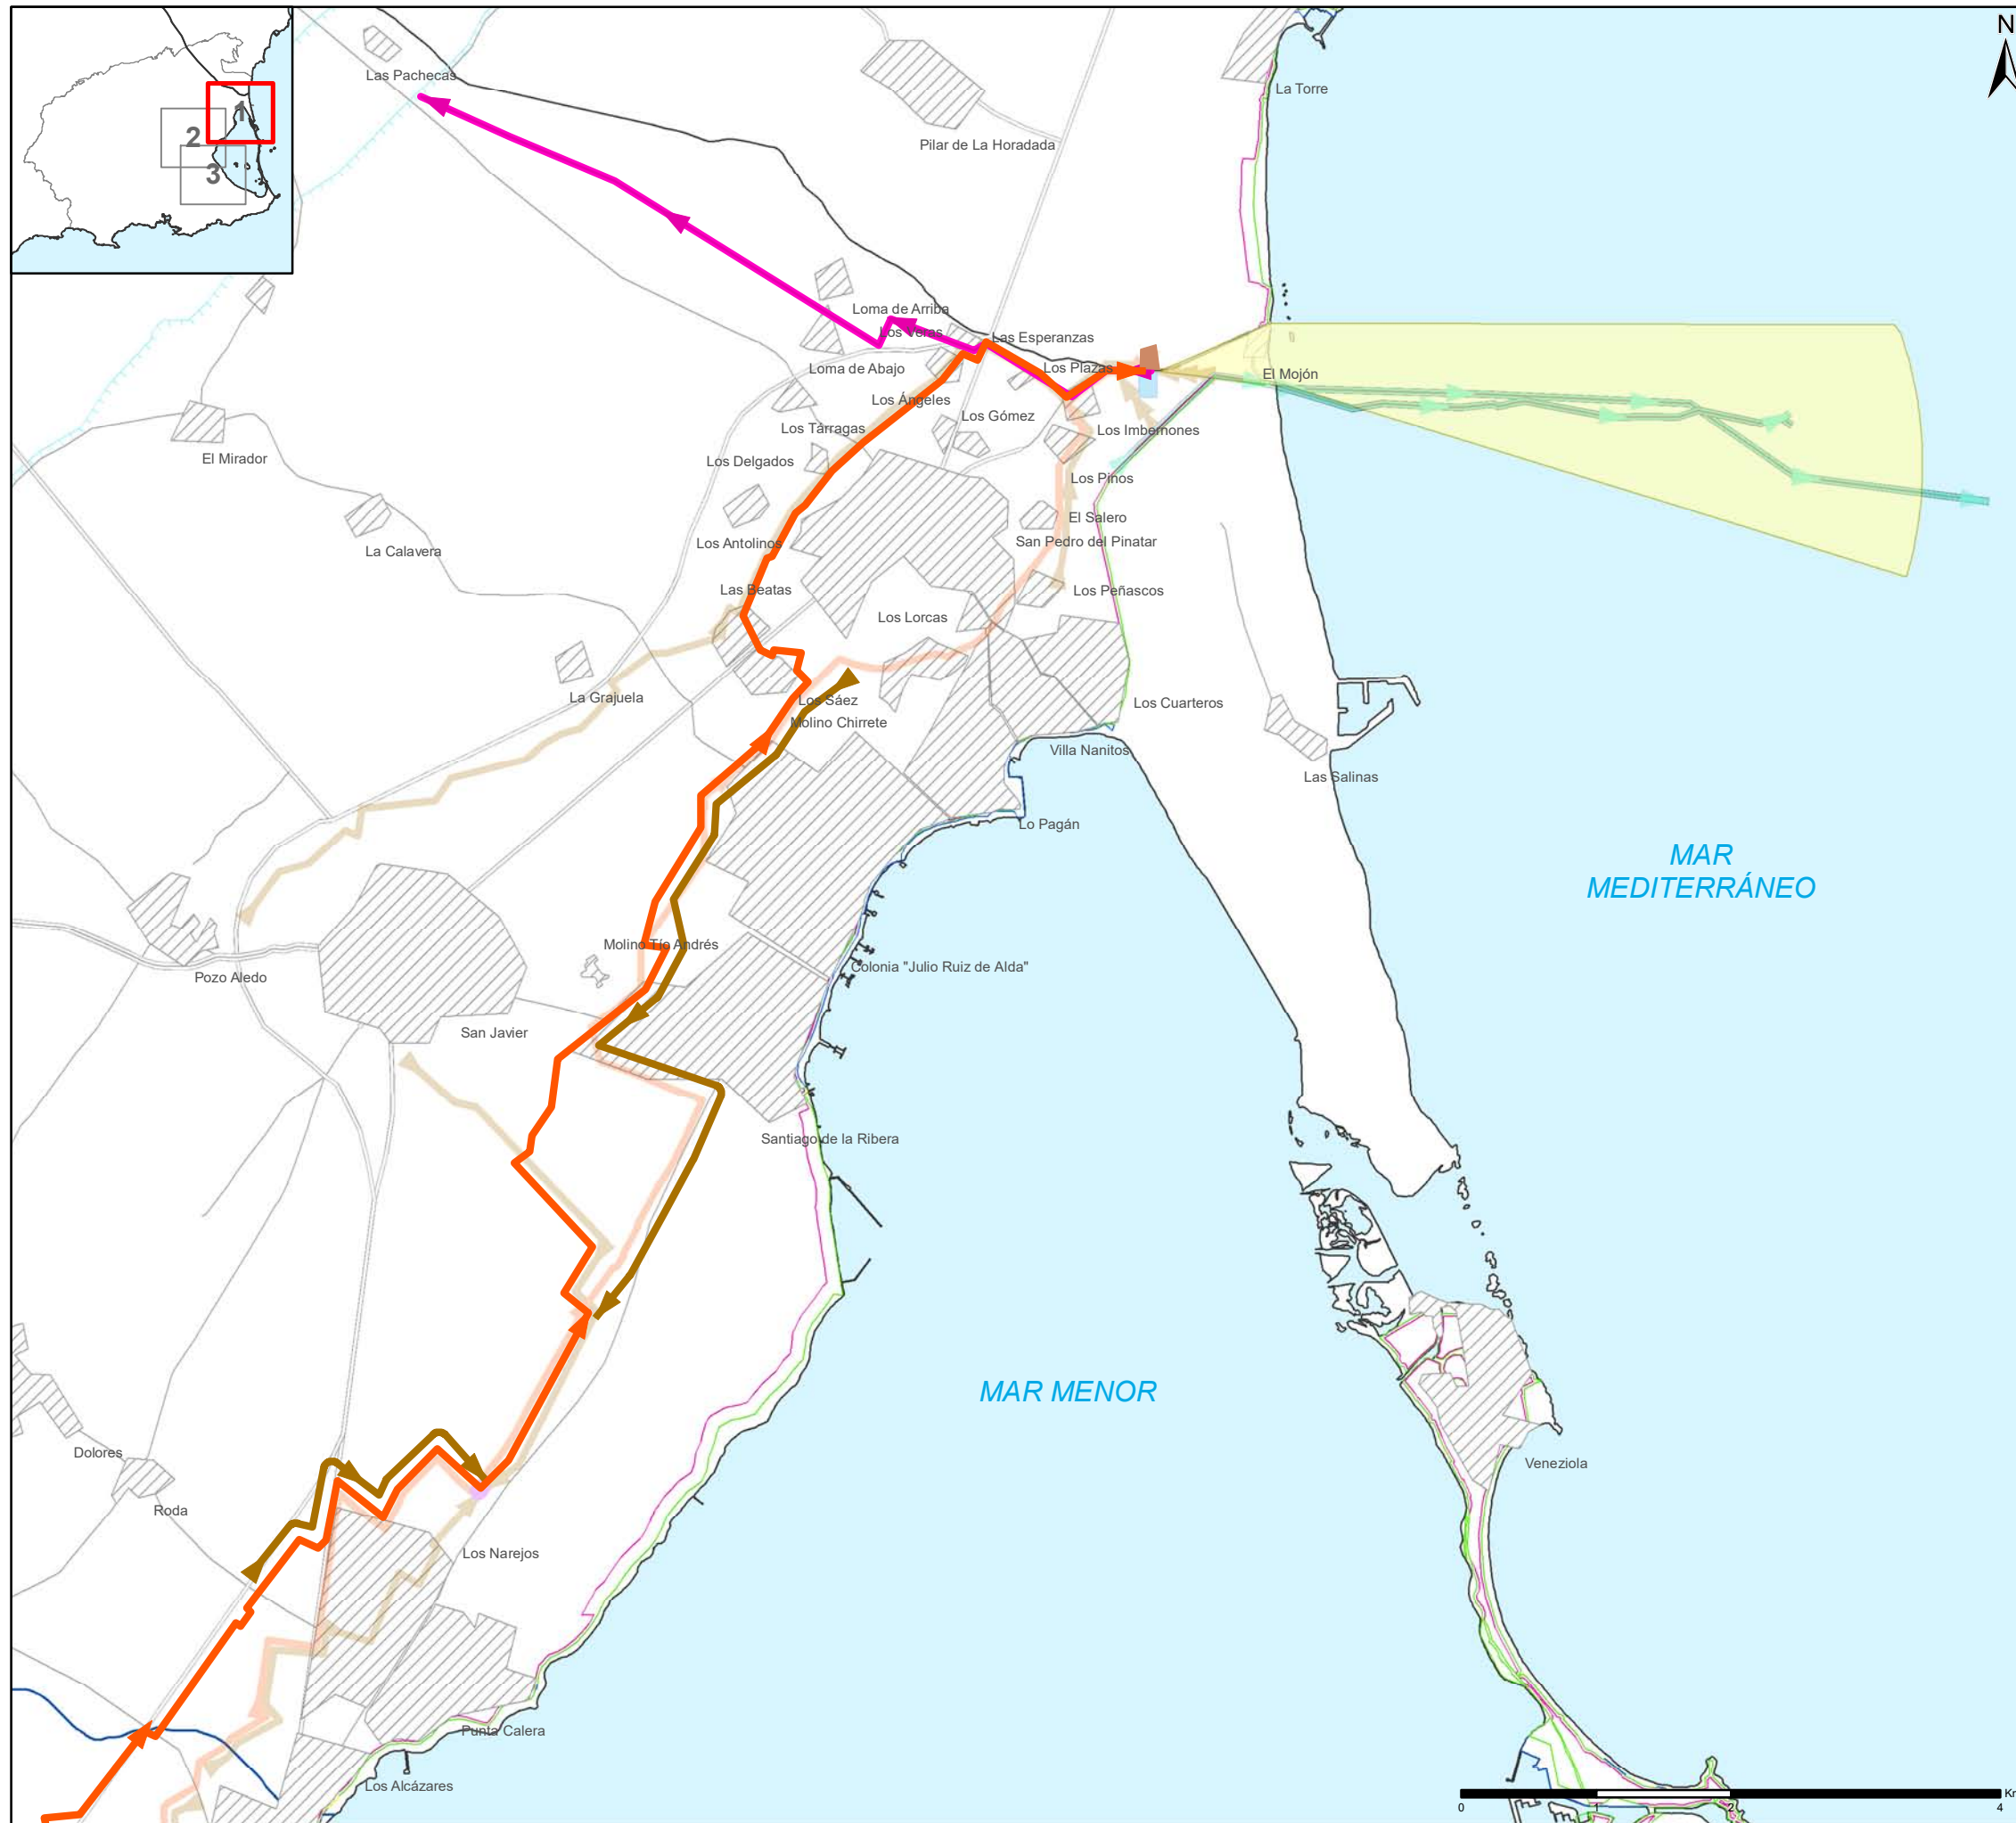 N
1
2
3
Las Pachecas
La Torre
Pilar de La Horadada
Loma de Arriba
Los Veras
Las Esperanzas
Loma de Abajo
Los Plazas
El Mojón
Los Ángeles
Los Gómez
Los Tárragas
Los Imbernones
El Mirador
Los Delgados
Los Pinos
El Salero
La Calavera
Los Antolinos
San Pedro del Pinatar
Las Beatas
Los Peñascos
Los Lorcas
La Grajuela
Los Sáez
Los Cuarteros
Molino Chirrete
Villa Nanitos
Las Salinas
Lo Pagán
MAR
MEDITERRÁNEO
Molino Tío Andrés
Colonia "Julio Ruiz de Alda"
Pozo Aledo
San Javier
Santiago de la Ribera
MAR MENOR
Dolores
Veneziola
Roda
Los Narejos
Punta Calera
Los Alcázares
0
1
2
4